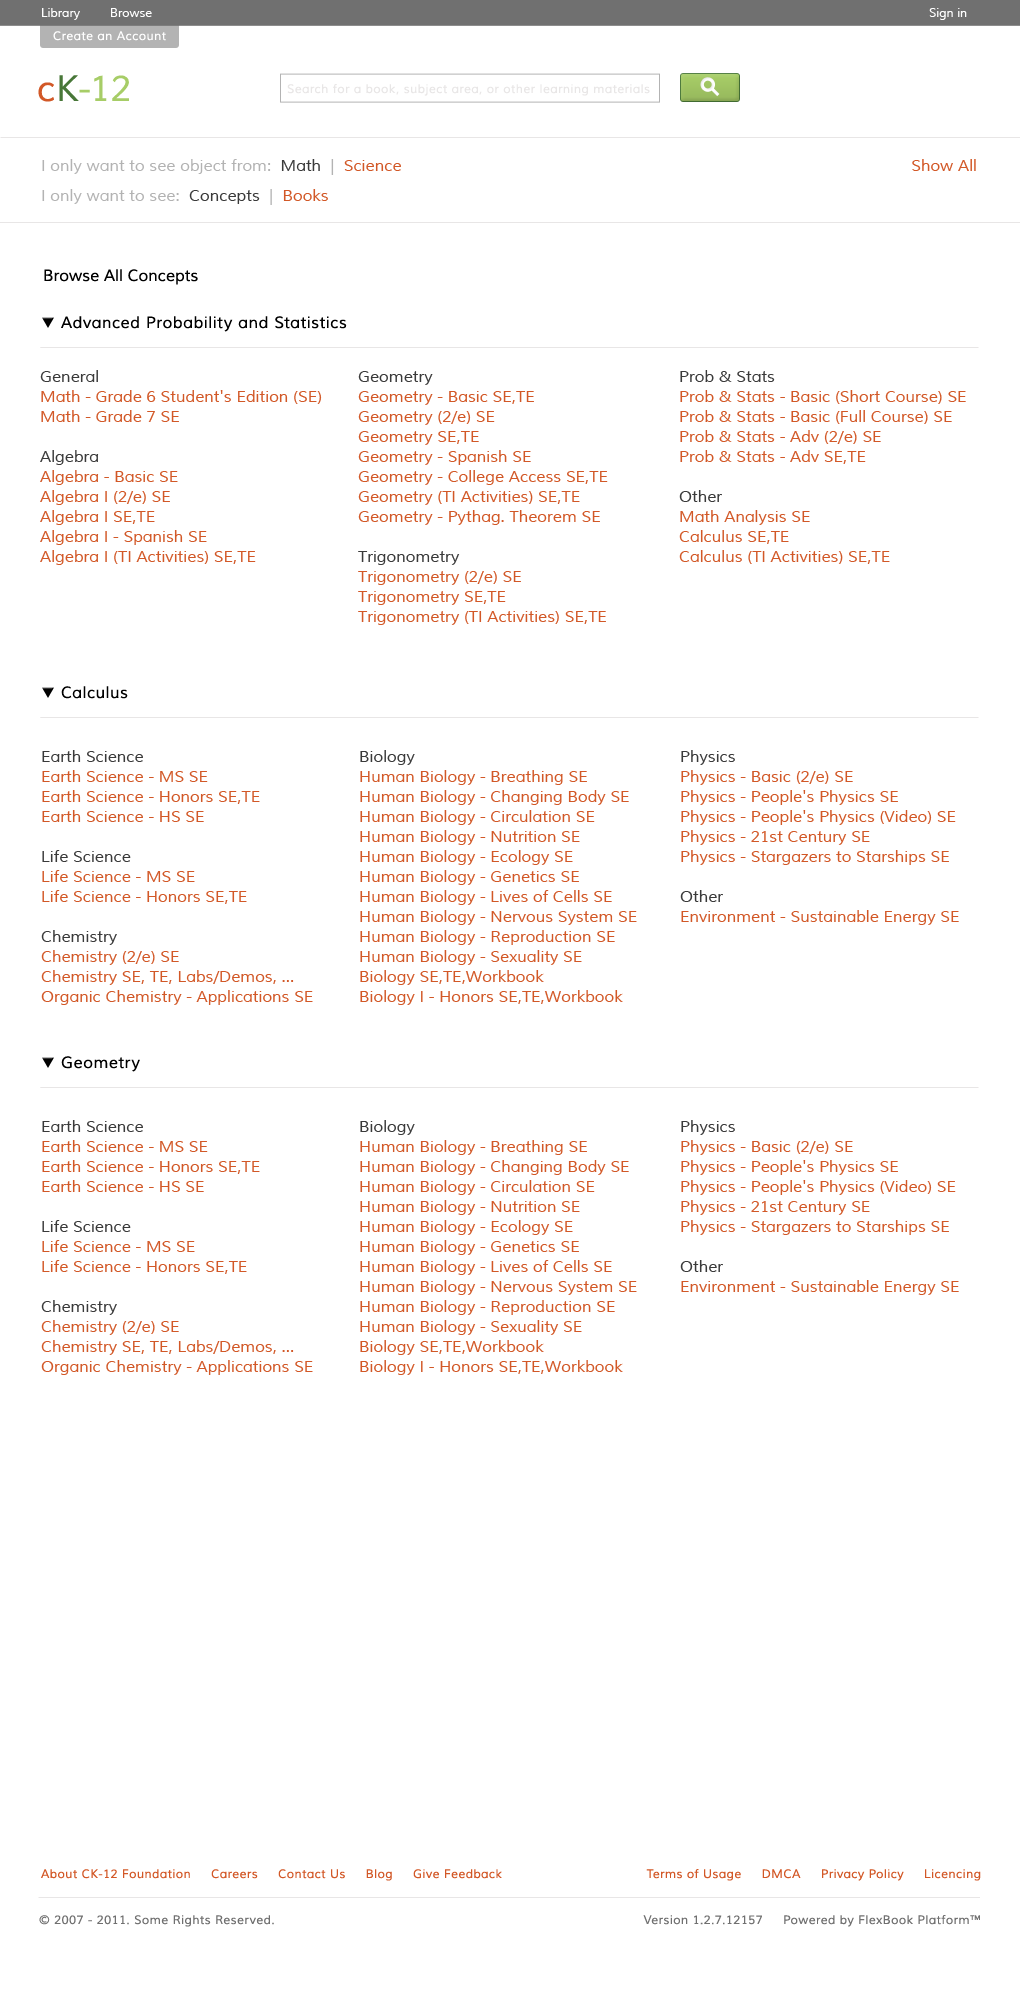 Library Browse Sign in
Create an Account
cK-12
Search for a book, subject area, or other learning materials
I only want to see object from: Math | Science Show All
I only want to see: Concepts | Books
Browse All Concepts
▼ Advanced Probability and Statistics
General
Math - Grade 6 Student's Edition (SE)
Math - Grade 7 SE
Algebra
Algebra - Basic SE
Algebra I (2/e) SE
Algebra I SE,TE
Algebra I - Spanish SE
Algebra I (TI Activities) SE,TE
Geometry
Geometry - Basic SE,TE
Geometry (2/e) SE
Geometry SE,TE
Geometry - Spanish SE
Geometry - College Access SE,TE
Geometry (TI Activities) SE,TE
Geometry - Pythag. Theorem SE
Trigonometry
Trigonometry (2/e) SE
Trigonometry SE,TE
Trigonometry (TI Activities) SE,TE
Prob & Stats
Prob & Stats - Basic (Short Course) SE
Prob & Stats - Basic (Full Course) SE
Prob & Stats - Adv (2/e) SE
Prob & Stats - Adv SE,TE
Other
Math Analysis SE
Calculus SE,TE
Calculus (TI Activities) SE,TE
▼ Calculus
Earth Science
Earth Science - MS SE
Earth Science - Honors SE,TE
Earth Science - HS SE
Life Science
Life Science - MS SE
Life Science - Honors SE,TE
Chemistry
Chemistry (2/e) SE
Chemistry SE, TE, Labs/Demos, ...
Organic Chemistry - Applications SE
Biology
Human Biology - Breathing SE
Human Biology - Changing Body SE
Human Biology - Circulation SE
Human Biology - Nutrition SE
Human Biology - Ecology SE
Human Biology - Genetics SE
Human Biology - Lives of Cells SE
Human Biology - Nervous System SE
Human Biology - Reproduction SE
Human Biology - Sexuality SE
Biology SE,TE,Workbook
Biology I - Honors SE,TE,Workbook
Physics
Physics - Basic (2/e) SE
Physics - People's Physics SE
Physics - People's Physics (Video) SE
Physics - 21st Century SE
Physics - Stargazers to Starships SE
Other
Environment - Sustainable Energy SE
▼ Geometry
Earth Science
Earth Science - MS SE
Earth Science - Honors SE,TE
Earth Science - HS SE
Life Science
Life Science - MS SE
Life Science - Honors SE,TE
Chemistry
Chemistry (2/e) SE
Chemistry SE, TE, Labs/Demos, ...
Organic Chemistry - Applications SE
Biology
Human Biology - Breathing SE
Human Biology - Changing Body SE
Human Biology - Circulation SE
Human Biology - Nutrition SE
Human Biology - Ecology SE
Human Biology - Genetics SE
Human Biology - Lives of Cells SE
Human Biology - Nervous System SE
Human Biology - Reproduction SE
Human Biology - Sexuality SE
Biology SE,TE,Workbook
Biology I - Honors SE,TE,Workbook
Physics
Physics - Basic (2/e) SE
Physics - People's Physics SE
Physics - People's Physics (Video) SE
Physics - 21st Century SE
Physics - Stargazers to Starships SE
Other
Environment - Sustainable Energy SE
About CK-12 Foundation Careers Contact Us Blog Give Feedback Terms of Usage DMCA Privacy Policy Licencing
© 2007 - 2011. Some Rights Reserved. Version 1.2.7.12157 Powered by FlexBook Platform™